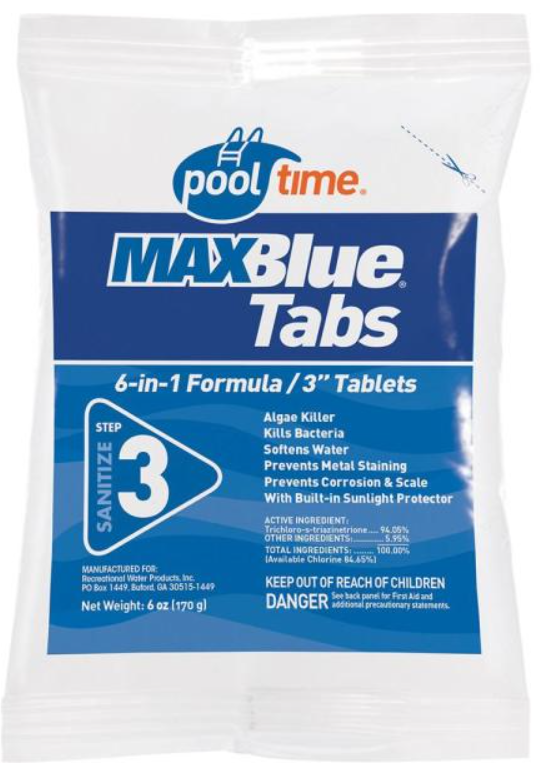 pool time®
MAXBlue®
Tabs
6-in-1 Formula / 3" Tablets
STEP
3
SANITIZE
Algae Killer
Kills Bacteria
Softens Water
Prevents Metal Staining
Prevents Corrosion & Scale
With Built-in Sunlight Protector
ACTIVE INGREDIENT:
Trichloro-s-triazinetrione.... 94.05%
OTHER INGREDIENTS:............ 5.95%
TOTAL INGREDIENTS: ........ 100.00%
(Available Chlorine 84.65%)
MANUFACTURED FOR:
Recreational Water Products, Inc.
PO Box 1449, Buford, GA 30515-1449
Net Weight: 6 oz (170 g)
KEEP OUT OF REACH OF CHILDREN
DANGER See back panel for First Aid and
additional precautionary statements.